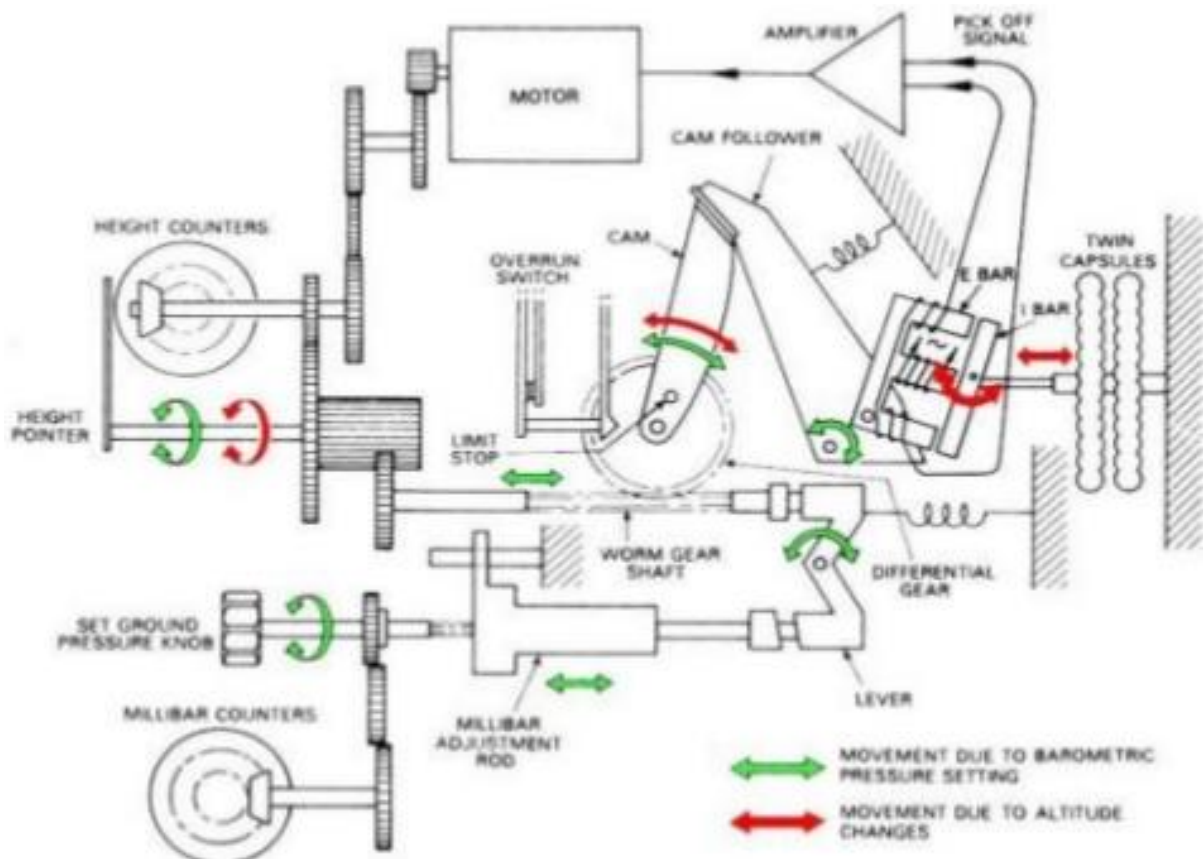 AMPLIFIER
PICK OFF
SIGNAL
MOTOR
CAM FOLLOWER
HEIGHT COUNTERS
CAM
OVERRUN
SWITCH
TWIN
CAPSULES
E BAR
I BAR
HEIGHT
POINTER
LIMIT
STOP
WORM GEAR
SHAFT
DIFFERENTIAL
GEAR
SET GROUND
PRESSURE KNOB
LEVER
MILLIBAR COUNTERS
MILLIBAR
ADJUSTMENT
ROD
MOVEMENT DUE TO BAROMETRIC
PRESSURE SETTING
MOVEMENT DUE TO ALTITUDE
CHANGES